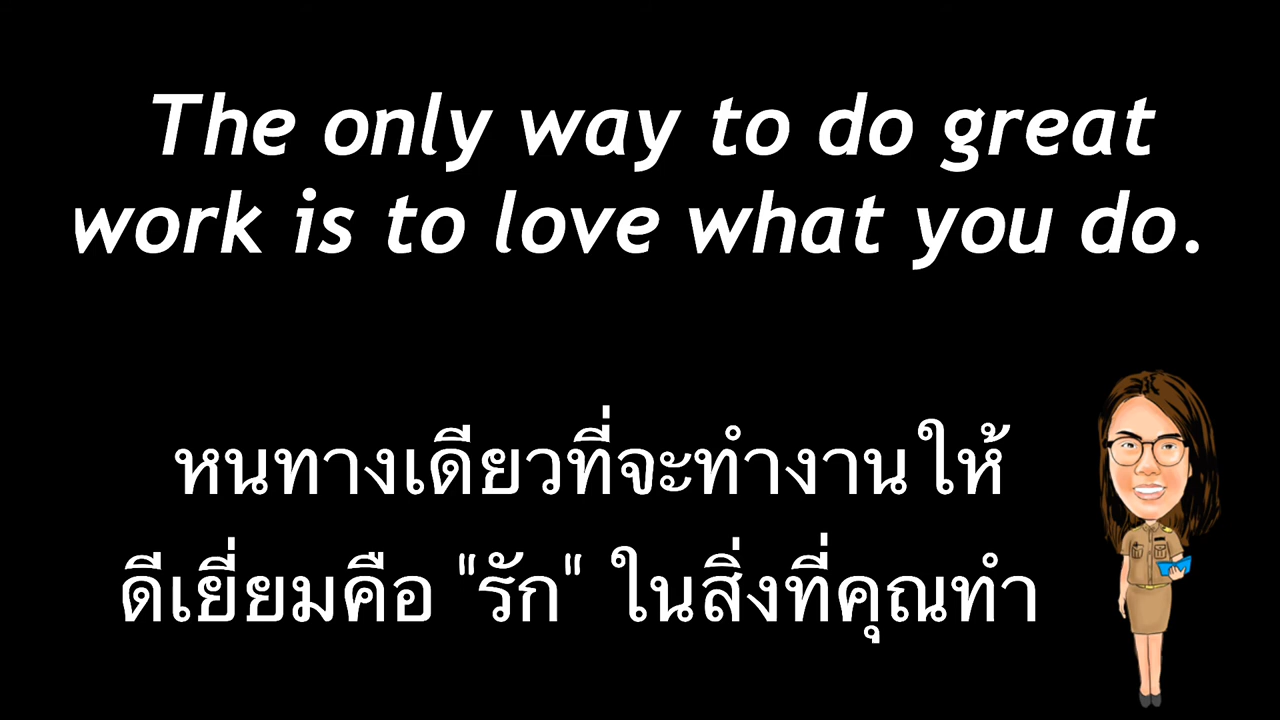 The only way to do great
work is to love what you do.
หนทางเดียวที่จะทำงานให้
ดีเยี่ยมคือ "รัก" ในสิ่งที่คุณทำ